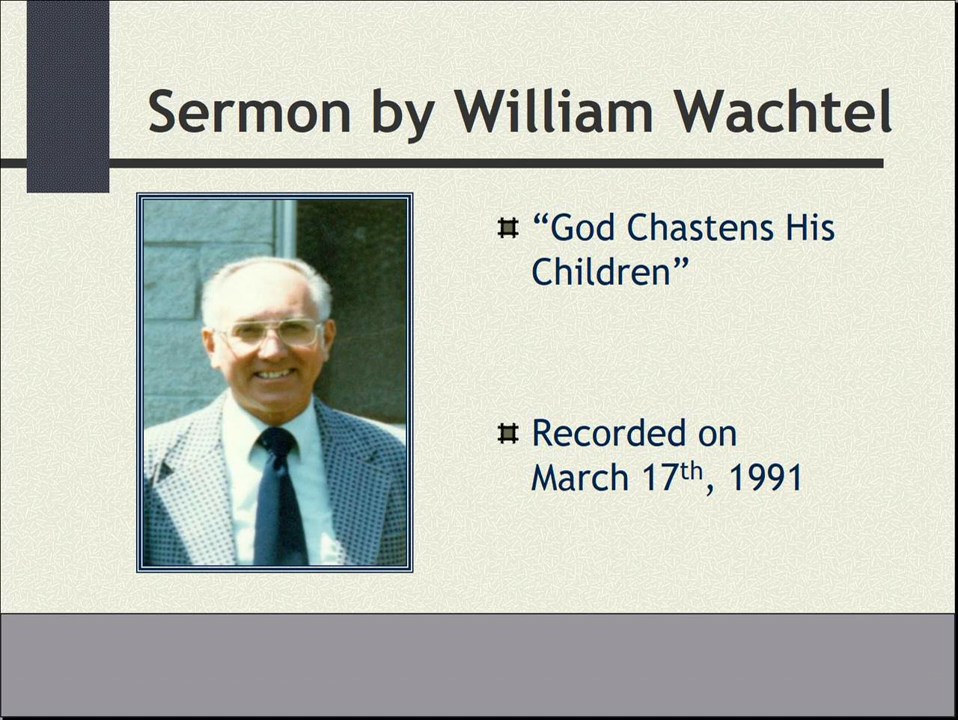 Sermon by William Wachtel
“God Chastens His
Children”
Recorded on
March 17th, 1991